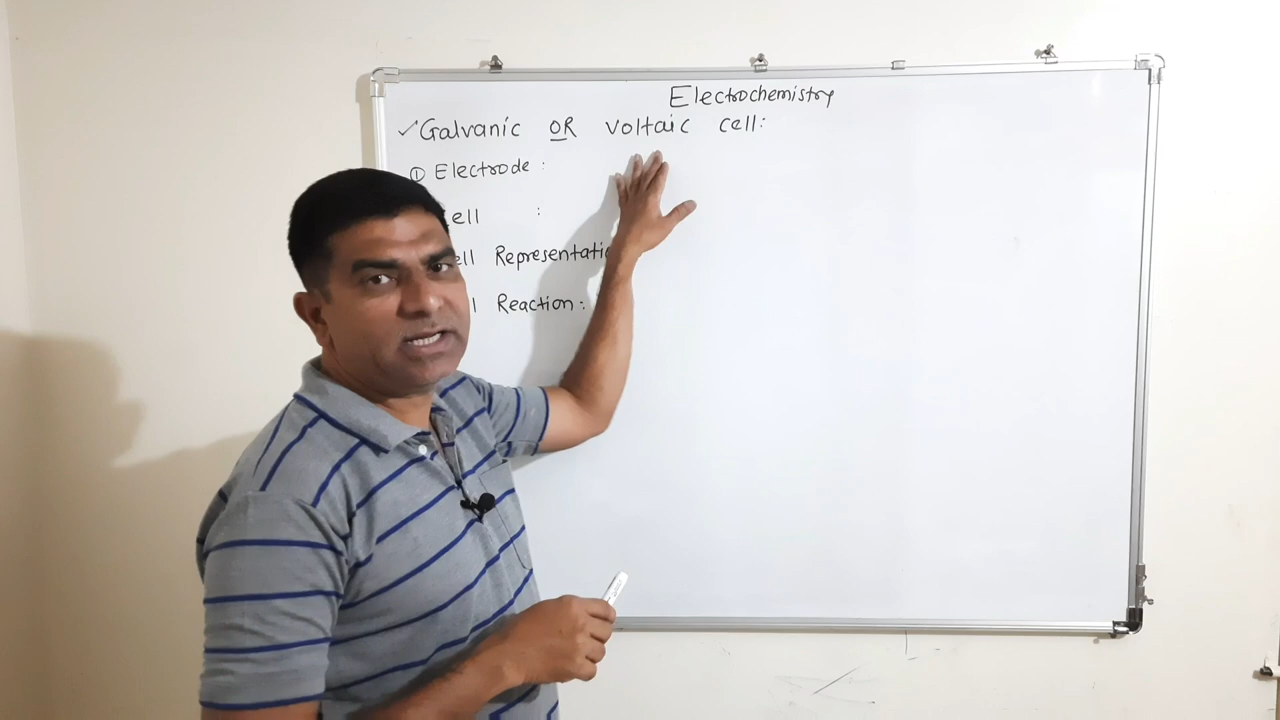 Electrochemistry
✓ Galvanic OR voltaic cell:
① Electrode :
ell :
ell Representatio
Reaction :